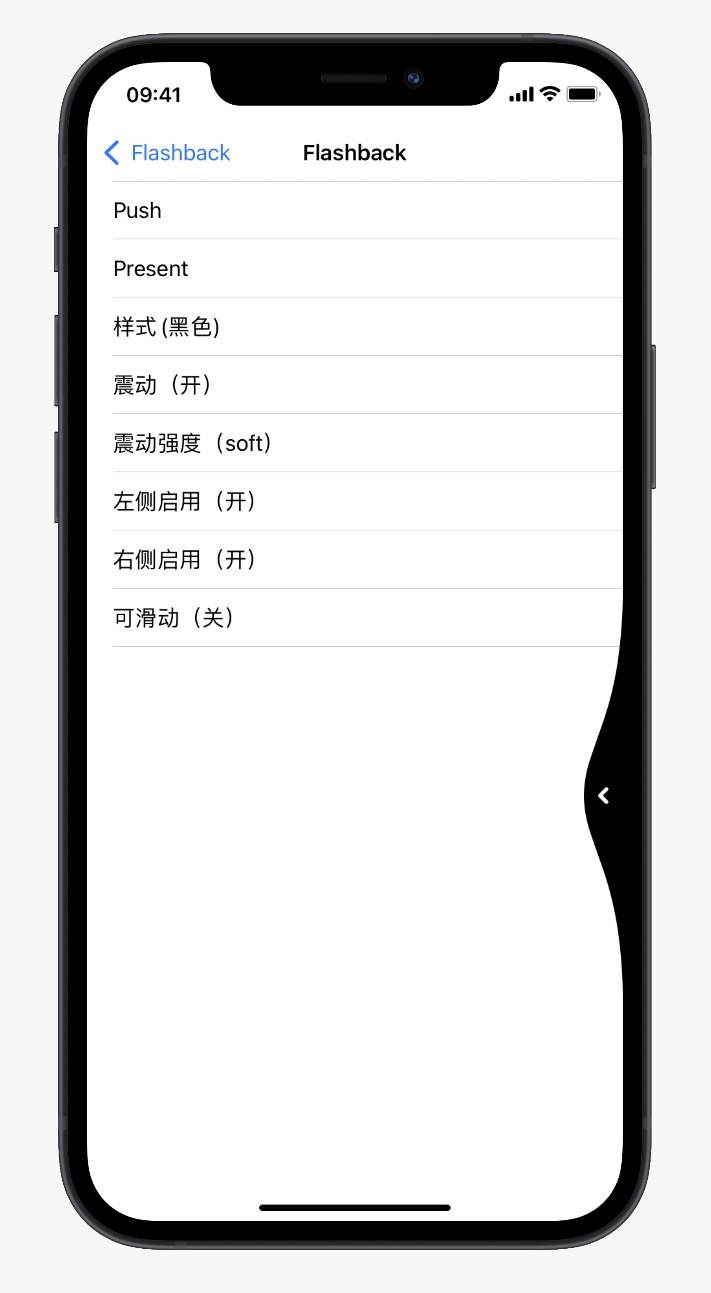 09:41
Flashback Flashback
Push
Present
样式(黑色)
震动（开）
震动强度（soft）
左侧启用（开）
右侧启用（开）
可滑动（关）